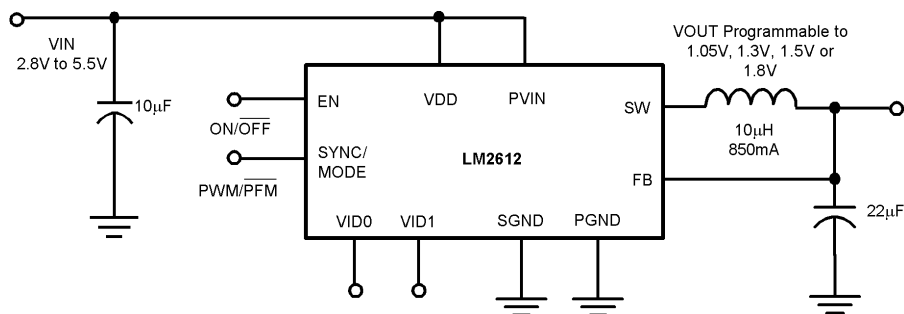 VIN
2.8V to 5.5V
10μF
ON/OFF
PWM/PFM
EN
SYNC/
MODE
VDD
PVIN
LM2612
VID0
VID1
SGND
PGND
SW
FB
VOUT Programmable to
1.05V, 1.3V, 1.5V or
1.8V
10μH
850mA
22μF